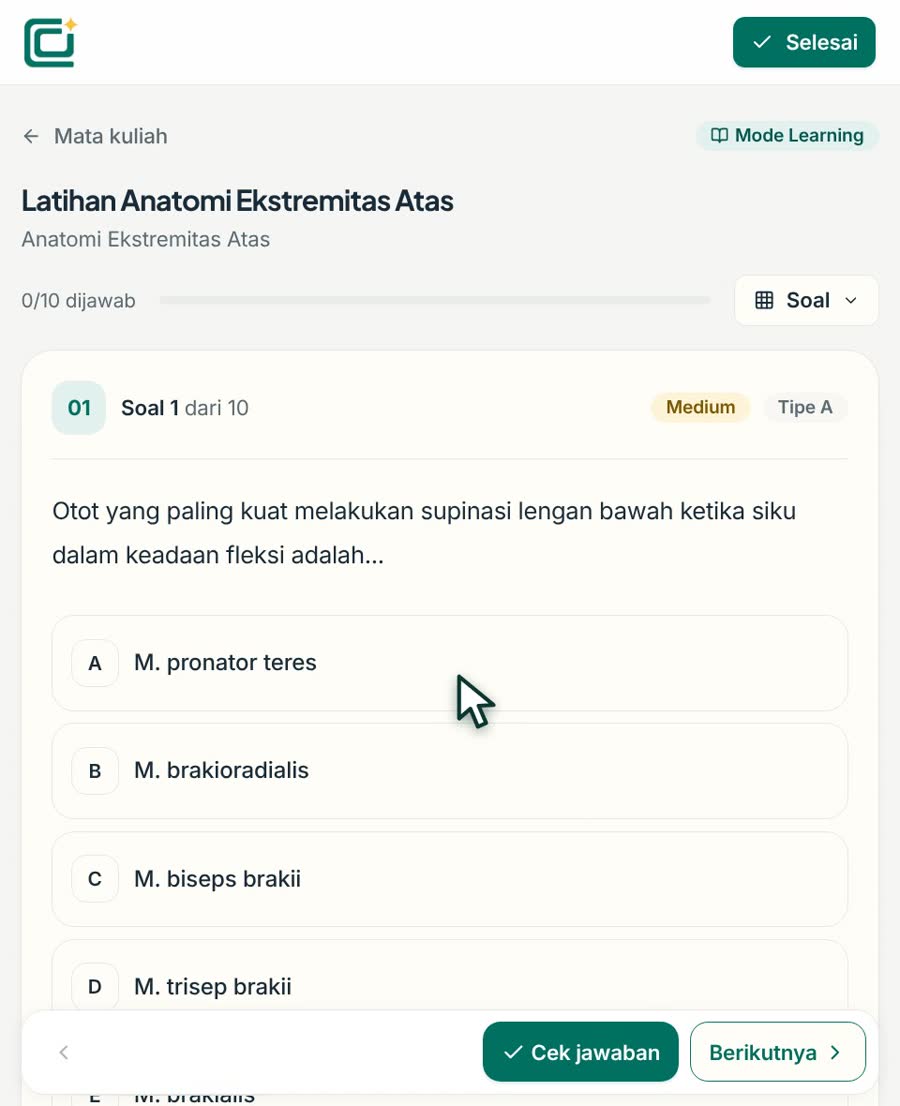 Selesai
Mata kuliah
Mode Learning
Latihan Anatomi Ekstremitas Atas
Anatomi Ekstremitas Atas
0/10 dijawab
Soal
01
Soal 1 dari 10
Medium
Tipe A
Otot yang paling kuat melakukan supinasi lengan bawah ketika siku
dalam keadaan fleksi adalah...
A M. pronator teres
B M. brakioradialis
C M. biseps brakii
D M. trisep brakii
Cek jawaban
Berikutnya
E M. brakialis